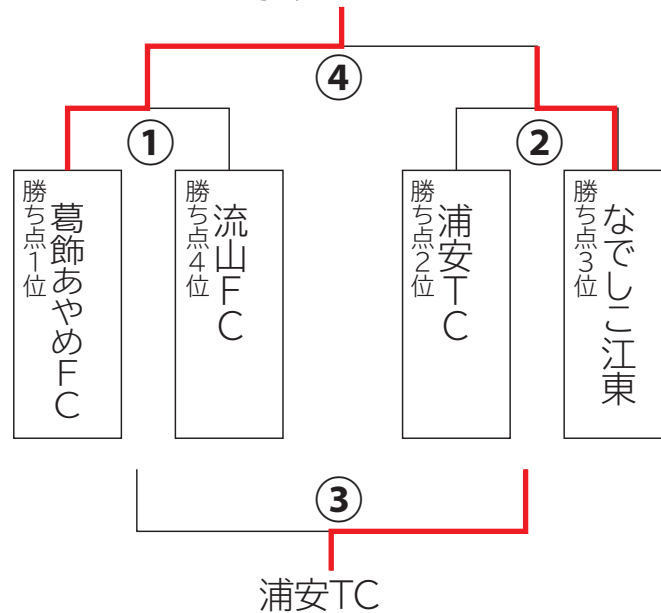 ④
① ②
勝ち点1位
葛飾あやめFC
勝ち点4位
流山FC
勝ち点2位
浦安TC
勝ち点3位
なでしこ江東
③
浦安TC